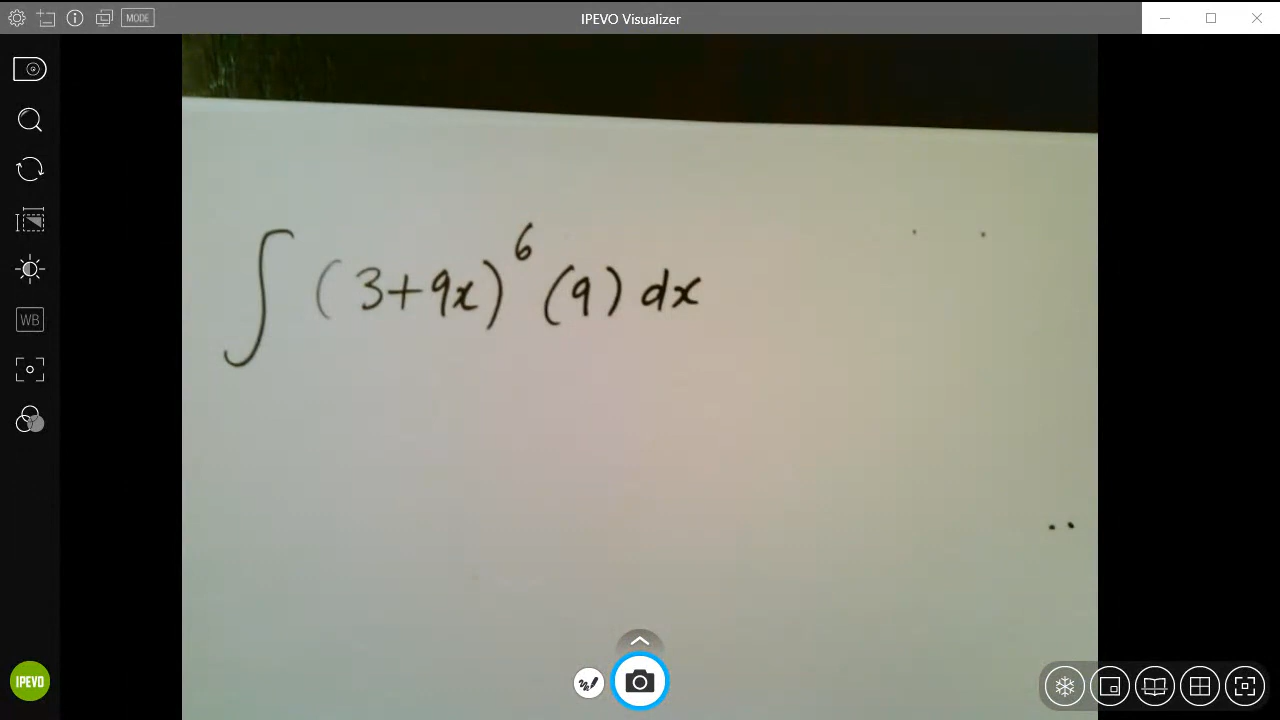 MODE
IPEVO Visualizer
WB
∫ (3+9x)⁶ (9) dx
IPEVO